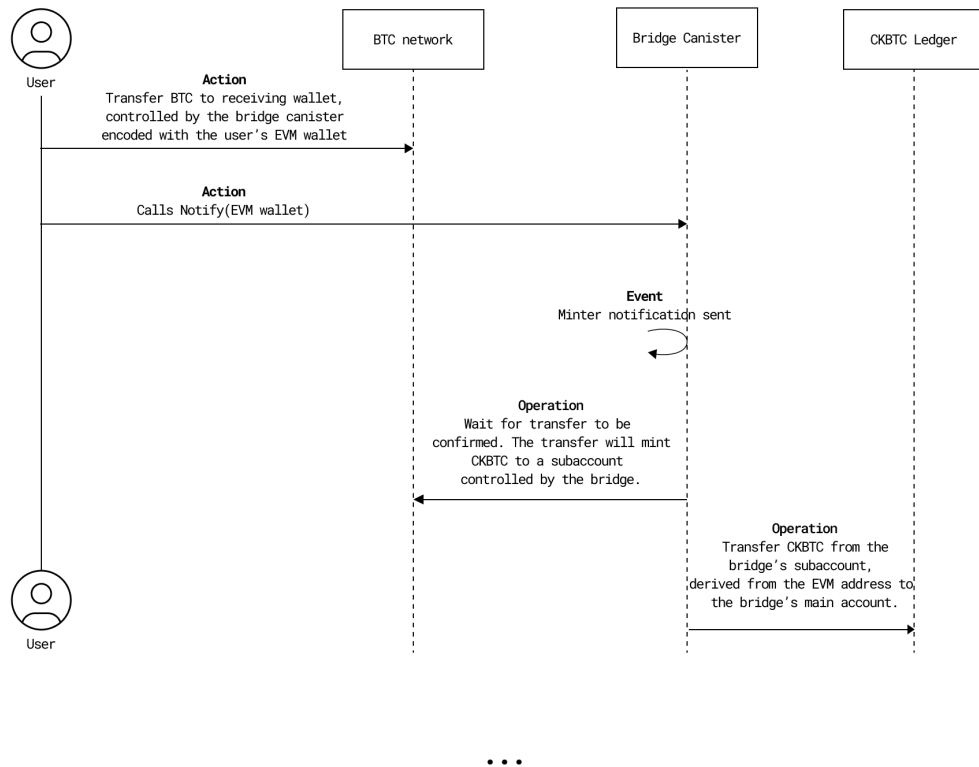 User
BTC network
Bridge Canister
CKBTC Ledger
Action
Transfer BTC to receiving wallet,
controlled by the bridge canister
encoded with the user's EVM wallet
Action
Calls Notify(EVM wallet)
Event
Minter notification sent
Operation
Wait for transfer to be
confirmed. The transfer will mint
CKBTC to a subaccount
controlled by the bridge.
Operation
Transfer CKBTC from the
bridge's subaccount,
derived from the EVM address to
the bridge's main account.
User
...